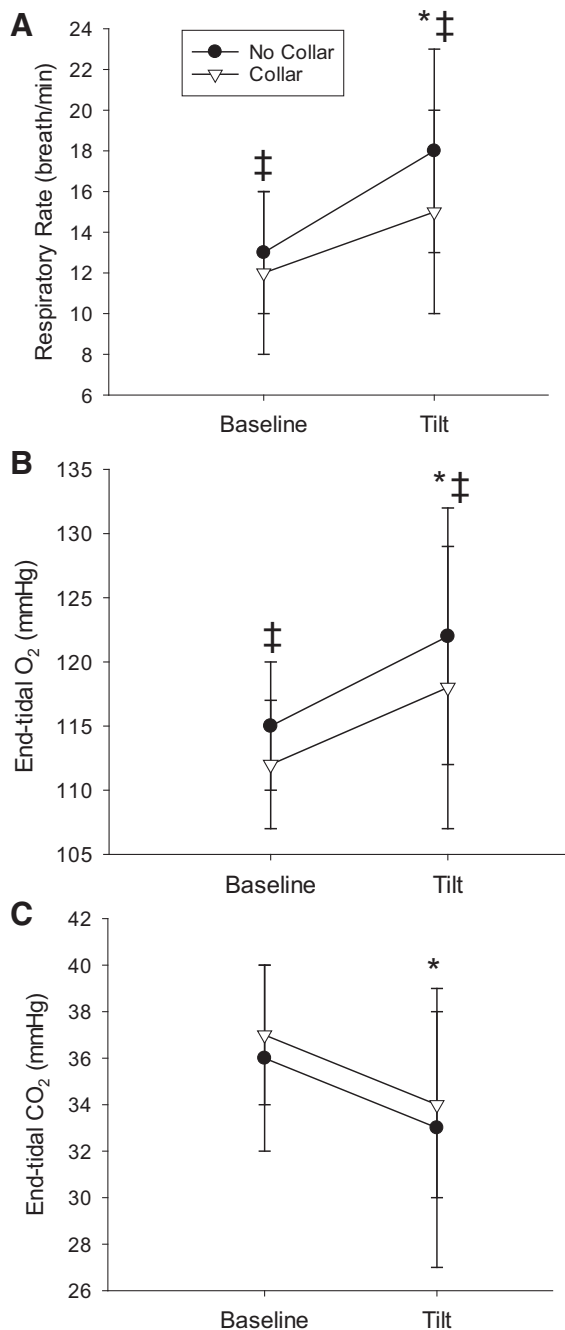 A
24
22
20
18
16
14
12
10
8
6
Respiratory Rate (breath/min)
No Collar
Collar
‡
*‡
Baseline Tilt
B
135
130
125
120
115
110
105
End-tidal O₂ (mmHg)
‡
*‡
Baseline Tilt
C
42
40
38
36
34
32
30
28
26
End-tidal CO₂ (mmHg)
*
Baseline Tilt